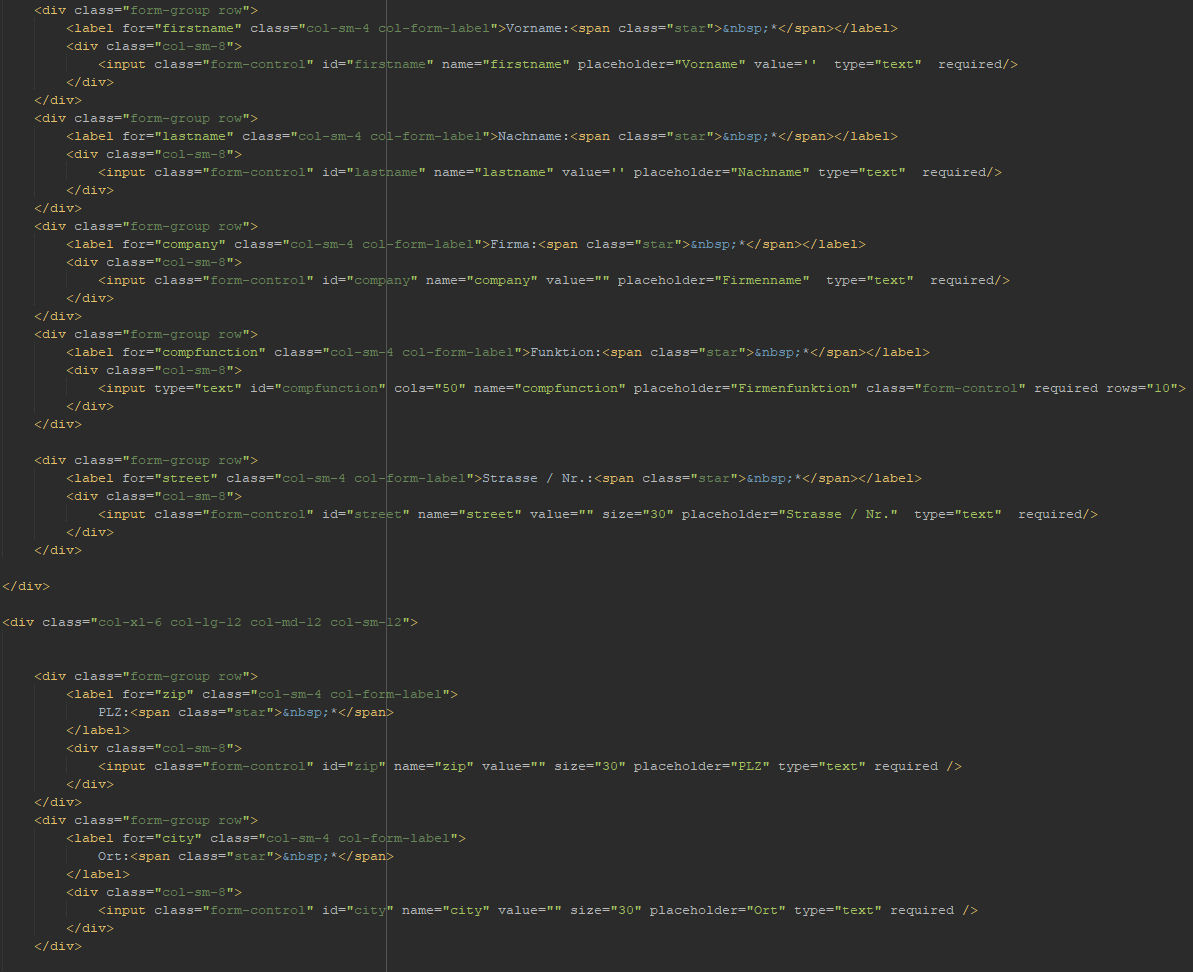 <div class="form-group row">
<label for="firstname" class="col-sm-4 col-form-label">Vorname:<span class="star">&nbsp;*</span></label>
<div class="col-sm-8">
<input class="form-control" id="firstname" name="firstname" placeholder="Vorname" value=''  type="text"  required/>
</div>
</div>
<div class="form-group row">
<label for="lastname" class="col-sm-4 col-form-label">Nachname:<span class="star">&nbsp;*</span></label>
<div class="col-sm-8">
<input class="form-control" id="lastname" name="lastname" value='' placeholder="Nachname" type="text"  required/>
</div>
</div>
<div class="form-group row">
<label for="company" class="col-sm-4 col-form-label">Firma:<span class="star">&nbsp;*</span></label>
<div class="col-sm-8">
<input class="form-control" id="company" name="company" value="" placeholder="Firmenname"  type="text"  required/>
</div>
</div>
<div class="form-group row">
<label for="compfunction" class="col-sm-4 col-form-label">Funktion:<span class="star">&nbsp;*</span></label>
<div class="col-sm-8">
<input type="text" id="compfunction" cols="50" name="compfunction" placeholder="Firmenfunktion" class="form-control" required rows="10">
</div>
</div>
<div class="form-group row">
<label for="street" class="col-sm-4 col-form-label">Strasse / Nr.:<span class="star">&nbsp;*</span></label>
<div class="col-sm-8">
<input class="form-control" id="street" name="street" value="" size="30" placeholder="Strasse / Nr."  type="text"  required/>
</div>
</div>
</div>
<div class="col-xl-6 col-lg-12 col-md-12 col-sm-12">
<div class="form-group row">
<label for="zip" class="col-sm-4 col-form-label">
PLZ:<span class="star">&nbsp;*</span>
</label>
<div class="col-sm-8">
<input class="form-control" id="zip" name="zip" value="" size="30" placeholder="PLZ" type="text" required />
</div>
</div>
<div class="form-group row">
<label for="city" class="col-sm-4 col-form-label">
Ort:<span class="star">&nbsp;*</span>
</label>
<div class="col-sm-8">
<input class="form-control" id="city" name="city" value="" size="30" placeholder="Ort" type="text" required />
</div>
</div>